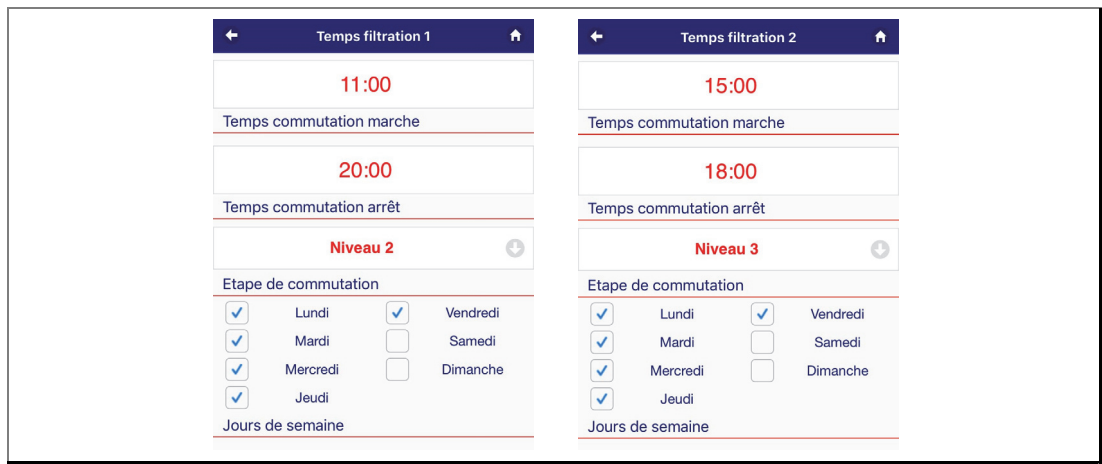 Temps filtration 1
11:00
Temps commutation marche
20:00
Temps commutation arrêt
Niveau 2
Etape de commutation
Lundi Vendredi
Mardi Samedi
Mercredi Dimanche
Jeudi
Jours de semaine
Temps filtration 2
15:00
Temps commutation marche
18:00
Temps commutation arrêt
Niveau 3
Etape de commutation
Lundi Vendredi
Mardi Samedi
Mercredi Dimanche
Jeudi
Jours de semaine